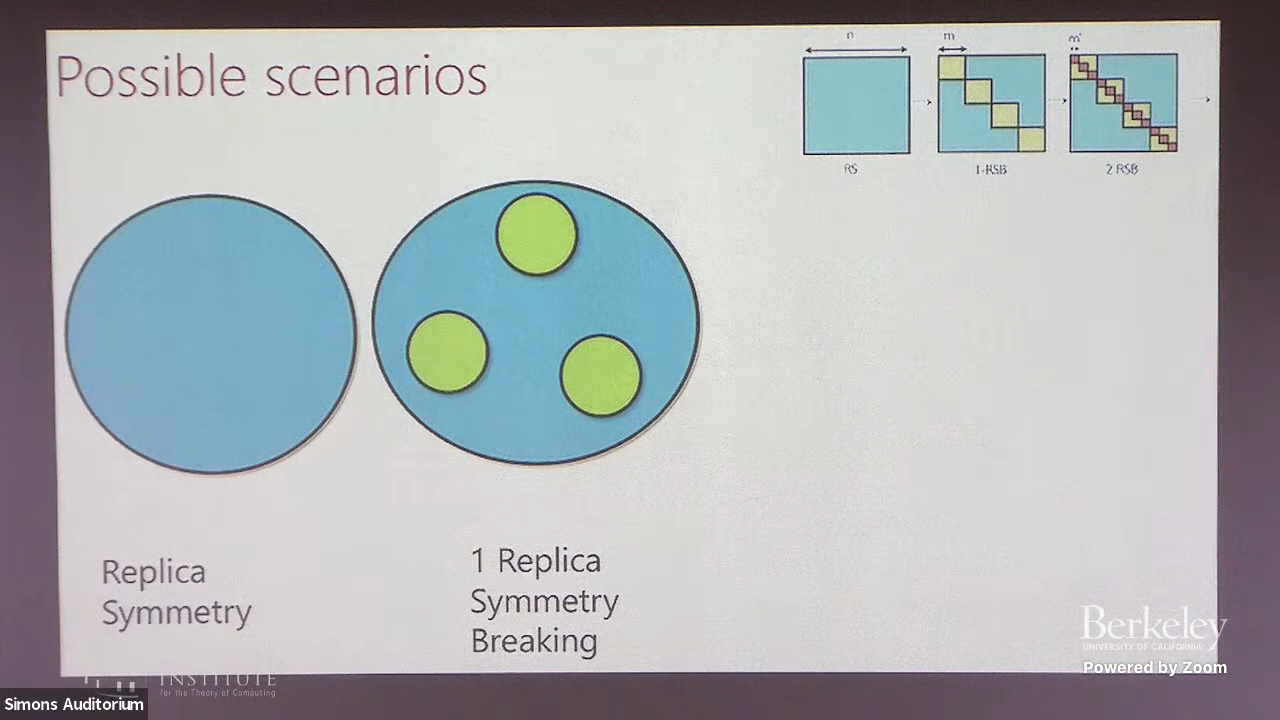 Possible scenarios
n
m
m'
RS
1-RSB
2 RSB
Replica
Symmetry
1 Replica
Symmetry
Breaking
Berkeley
UNIVERSITY OF CALIFORNIA
Powered by Zoom
INSTITUTE
for the Theory of Computing
Simons Auditorium